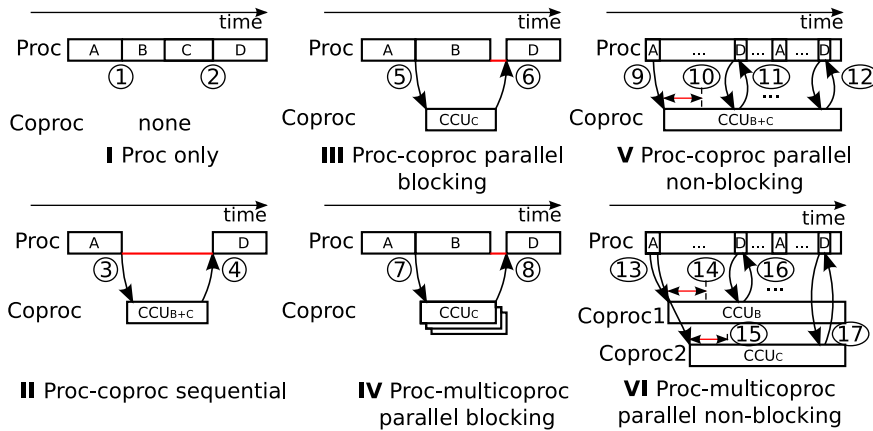 time
Proc A B C D
1 2
Coproc none
I Proc only
time
Proc A B D
5 6
Coproc CCUC
III Proc-coproc parallel
blocking
time
Proc A ... D ... A ... D
9 10 11 12
...
Coproc CCUB+C
V Proc-coproc parallel
non-blocking
time
Proc A D
3 4
Coproc CCUB+C
II Proc-coproc sequential
time
Proc A B D
7 8
Coproc CCUC
IV Proc-multicoproc
parallel blocking
time
Proc A ... D ... A ... D
13 14 16
...
Coproc1 CCUB
15 17
Coproc2 CCUC
VI Proc-multicoproc
parallel non-blocking